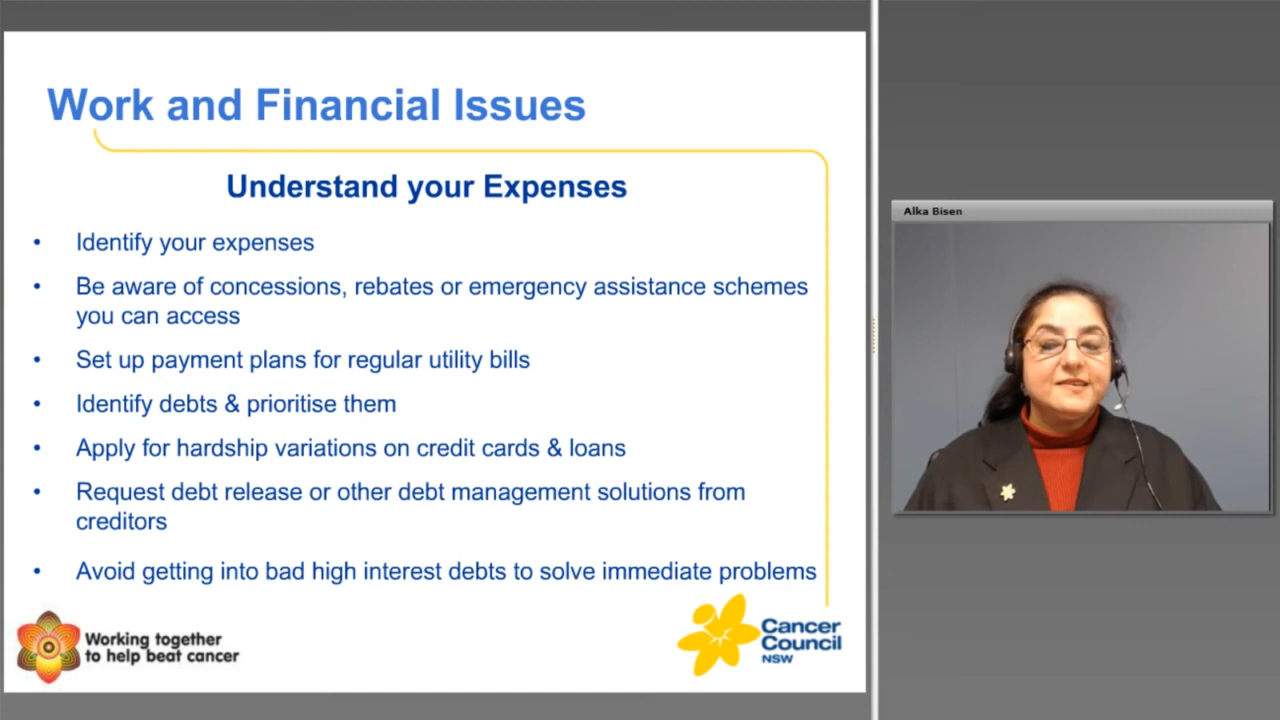 Work and Financial Issues
Understand your Expenses
• Identify your expenses
• Be aware of concessions, rebates or emergency assistance schemes
you can access
• Set up payment plans for regular utility bills
• Identify debts & prioritise them
• Apply for hardship variations on credit cards & loans
• Request debt release or other debt management solutions from
creditors
• Avoid getting into bad high interest debts to solve immediate problems
Working together
to help beat cancer
Cancer
Council
NSW
Alka Bisen